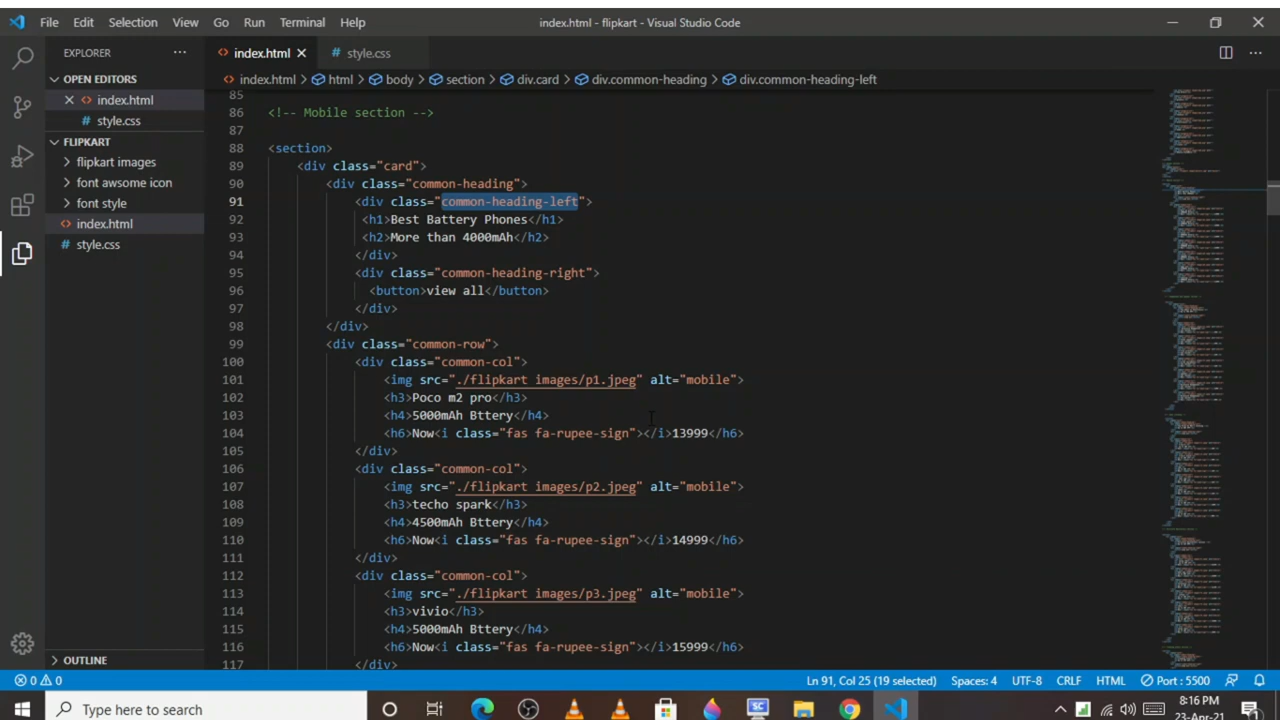 File Edit Selection View Go Run Terminal Help
index.html - flipkart - Visual Studio Code
EXPLORER
index.html
style.css
OPEN EDITORS
index.html > html > body > section > div.card > div.common-heading > div.common-heading-left
index.html
style.css
FLIPKART
flipkart images
font awsome icon
font style
index.html
style.css
85
86 <!-- Mobile section -->
87
88 <section>
89 <div class="card">
90 <div class="common-heading">
91 <div class="common-heading-left">
92 <h1>Best Battery Phones</h1>
93 <h2>More than 4000mAH</h2>
94 </div>
95 <div class="common-heading-right">
96 <button>view all</button>
97 </div>
98 </div>
99 <div class="common-row">
100 <div class="common-col">
101 <img src="./flipkart images/p1.jpeg" alt="mobile">
102 <h3>Poco m2 pro</h3>
103 <h4>5000mAh Bttery</h4>
104 <h6>Now<i class="fas fa-rupee-sign"></i>13999</h6>
105 </div>
106 <div class="common-col">
107 <img src="./flipkart images/p2.jpeg" alt="mobile">
108 <h3>techo spark</h3>
109 <h4>4500mAh Bttery</h4>
110 <h6>Now<i class="fas fa-rupee-sign"></i>14999</h6>
111 </div>
112 <div class="common-col">
113 <img src="./flipkart images/p3.jpeg" alt="mobile">
114 <h3>vivio</h3>
115 <h4>5000mAh Bttery</h4>
116 <h6>Now<i class="fas fa-rupee-sign"></i>15999</h6>
117 </div>
OUTLINE
0 0
Ln 91, Col 25 (19 selected) Spaces: 4 UTF-8 CRLF HTML Port : 5500
Type here to search
8:16 PM
23-Apr-21